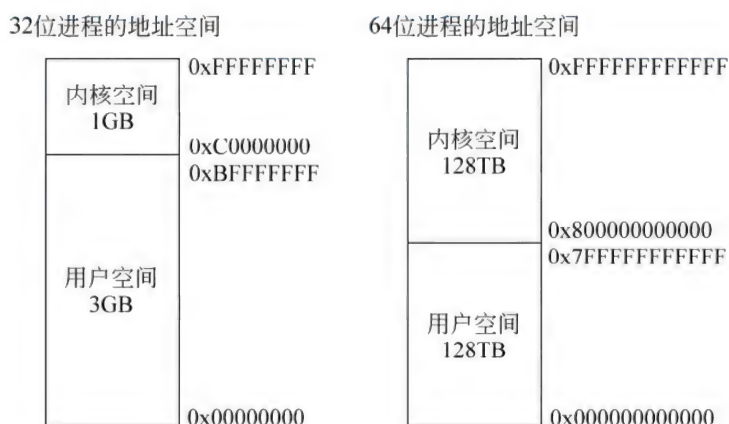 32位进程的地址空间
内核空间
1GB
用户空间
3GB
0xFFFFFFFF
0xC0000000
0xBFFFFFFF
0x00000000
64位进程的地址空间
内核空间
128TB
用户空间
128TB
0xFFFFFFFFFFFF
0x800000000000
0x7FFFFFFFFFFF
0x000000000000